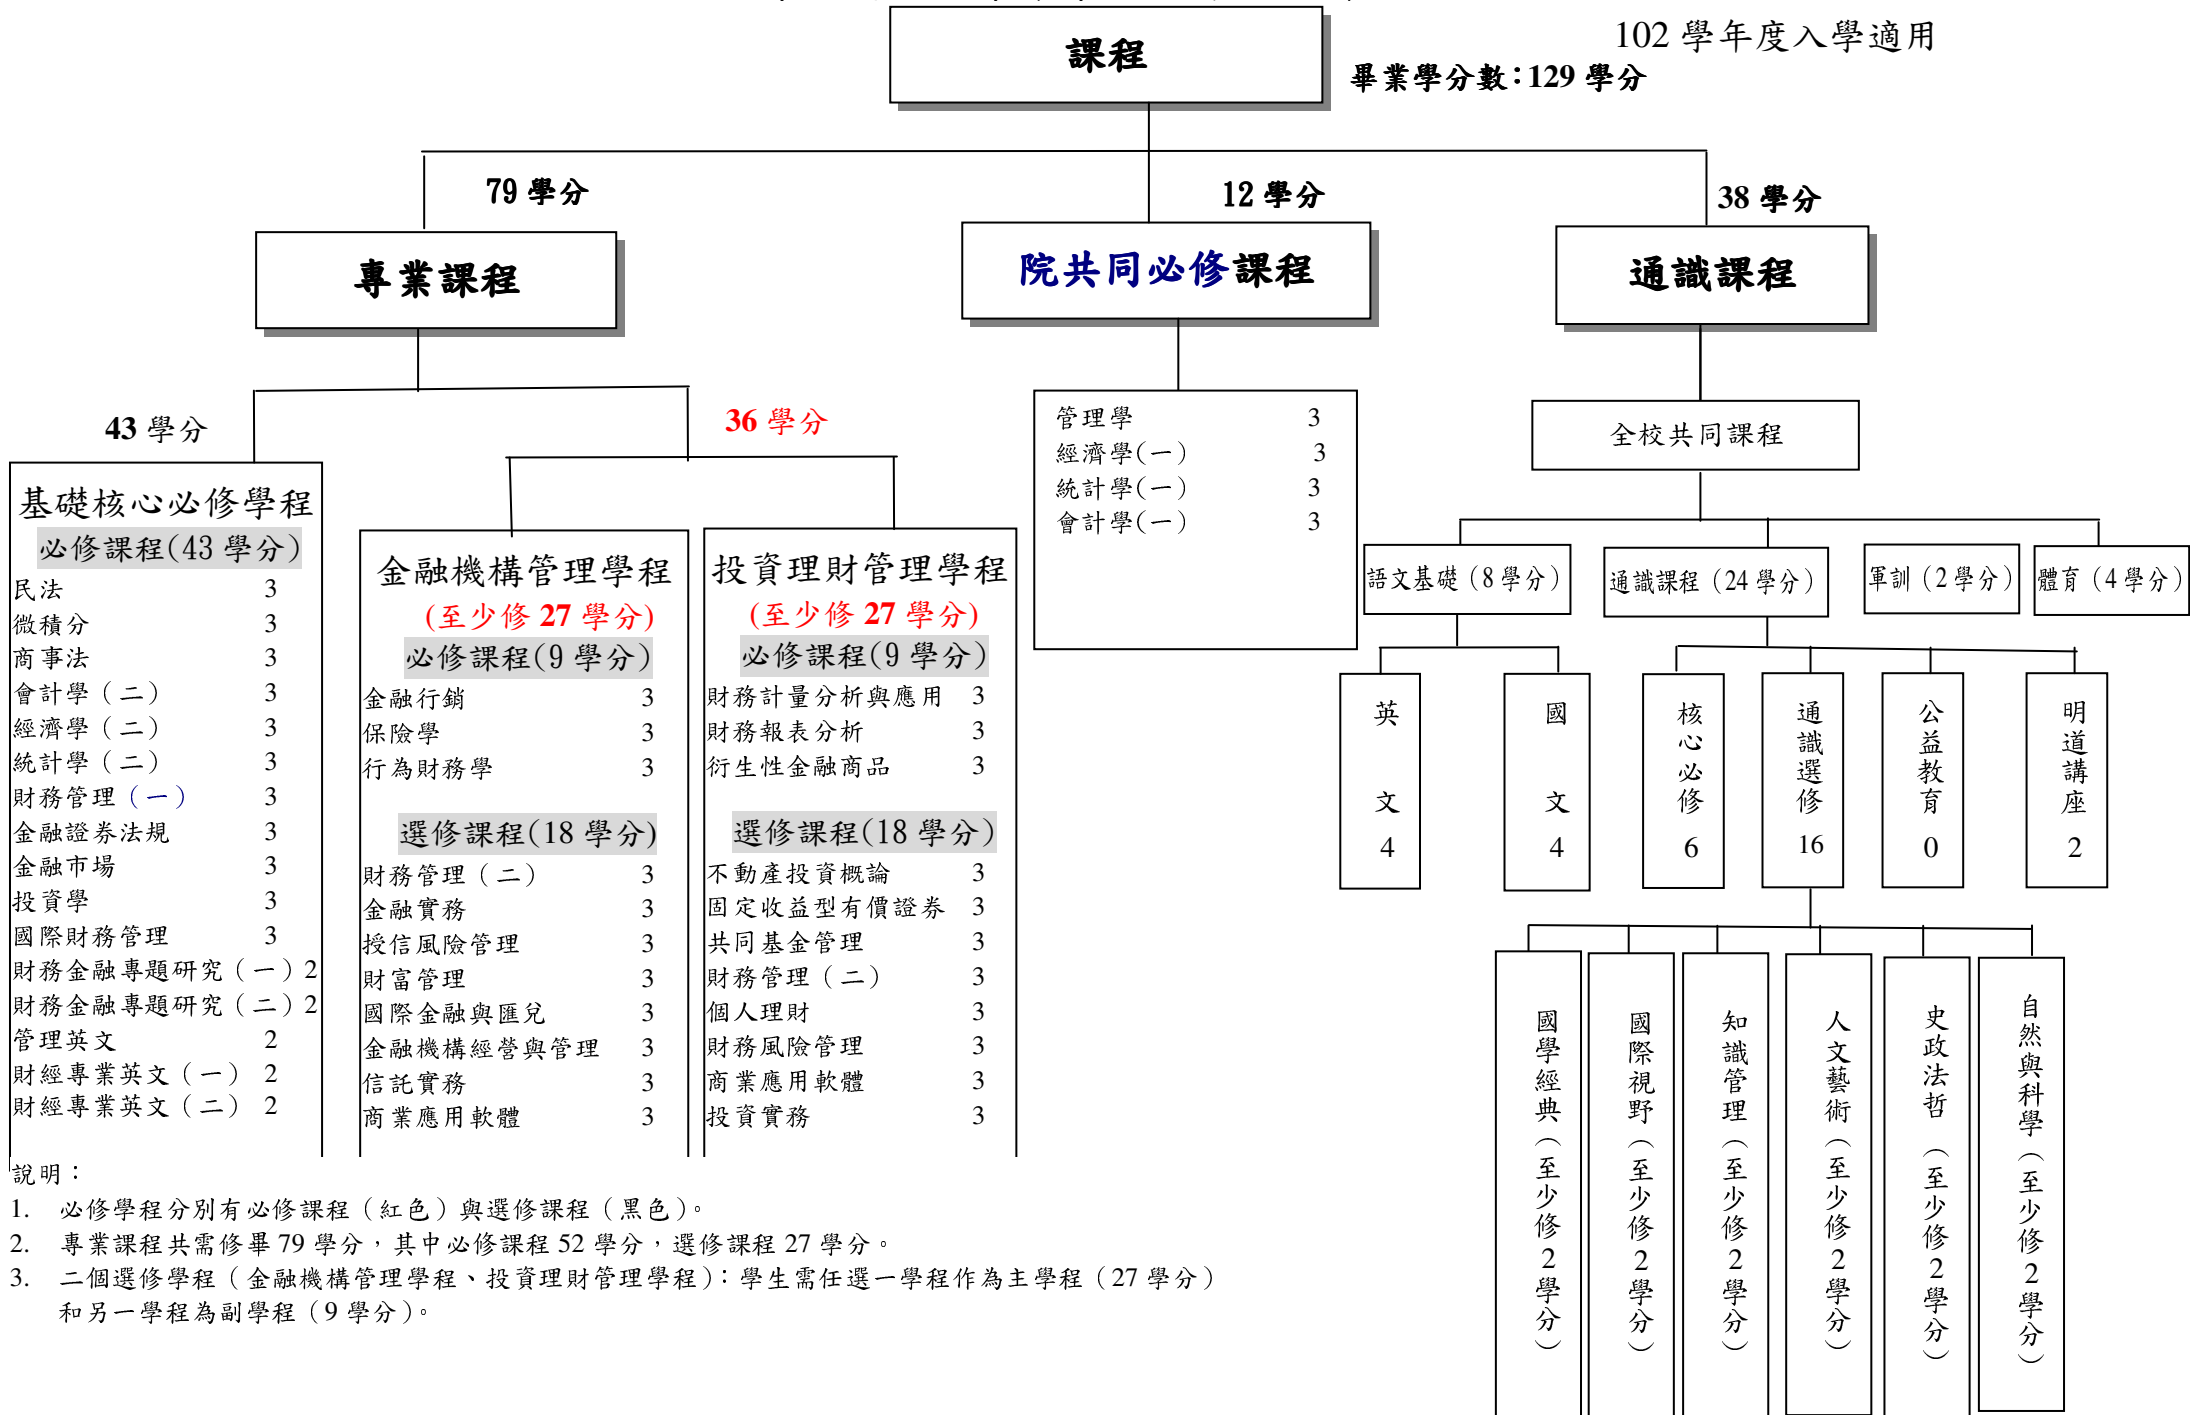 課程
102 學年度入學適用
畢業學分數：129 學分
79 學分
12 學分
38 學分
專業課程
院共同必修課程
通識課程
43 學分
36 學分
基礎核心必修學程
必修課程(43 學分)
民法 3
微積分 3
商事法 3
會計學（二） 3
經濟學（二） 3
統計學（二） 3
財務管理（一） 3
金融證券法規 3
金融市場 3
投資學 3
國際財務管理 3
財務金融專題研究（一）2
財務金融專題研究（二）2
管理英文 2
財經專業英文（一） 2
財經專業英文（二） 2
金融機構管理學程
(至少修 27 學分)
必修課程(9 學分)
金融行銷 3
保險學 3
行為財務學 3
選修課程(18 學分)
財務管理（二） 3
金融實務 3
授信風險管理 3
財富管理 3
國際金融與匯兌 3
金融機構經營與管理 3
信託實務 3
商業應用軟體 3
投資理財管理學程
(至少修 27 學分)
必修課程(9 學分)
財務計量分析與應用 3
財務報表分析 3
衍生性金融商品 3
選修課程(18 學分)
不動產投資概論 3
固定收益型有價證券 3
共同基金管理 3
財務管理（二） 3
個人理財 3
財務風險管理 3
商業應用軟體 3
投資實務 3
管理學 3
經濟學(一) 3
統計學(一) 3
會計學(一) 3
全校共同課程
語文基礎（8 學分）
通識課程（24 學分）
軍訓（2 學分）
體育（4 學分）
英文 4
國文 4
核心必修 6
通識選修 16
公益教育 0
明道講座 2
國學經典（至少修 2 學分）
國際視野（至少修 2 學分）
知識管理（至少修 2 學分）
人文藝術（至少修 2 學分）
史政法哲（至少修 2 學分）
自然與科學（至少修 2 學分）
說明：
1. 必修學程分別有必修課程（紅色）與選修課程（黑色）。
2. 專業課程共需修畢 79 學分，其中必修課程 52 學分，選修課程 27 學分。
3. 二個選修學程（金融機構管理學程、投資理財管理學程）：學生需任選一學程作為主學程（27 學分）
和另一學程為副學程（9 學分）。